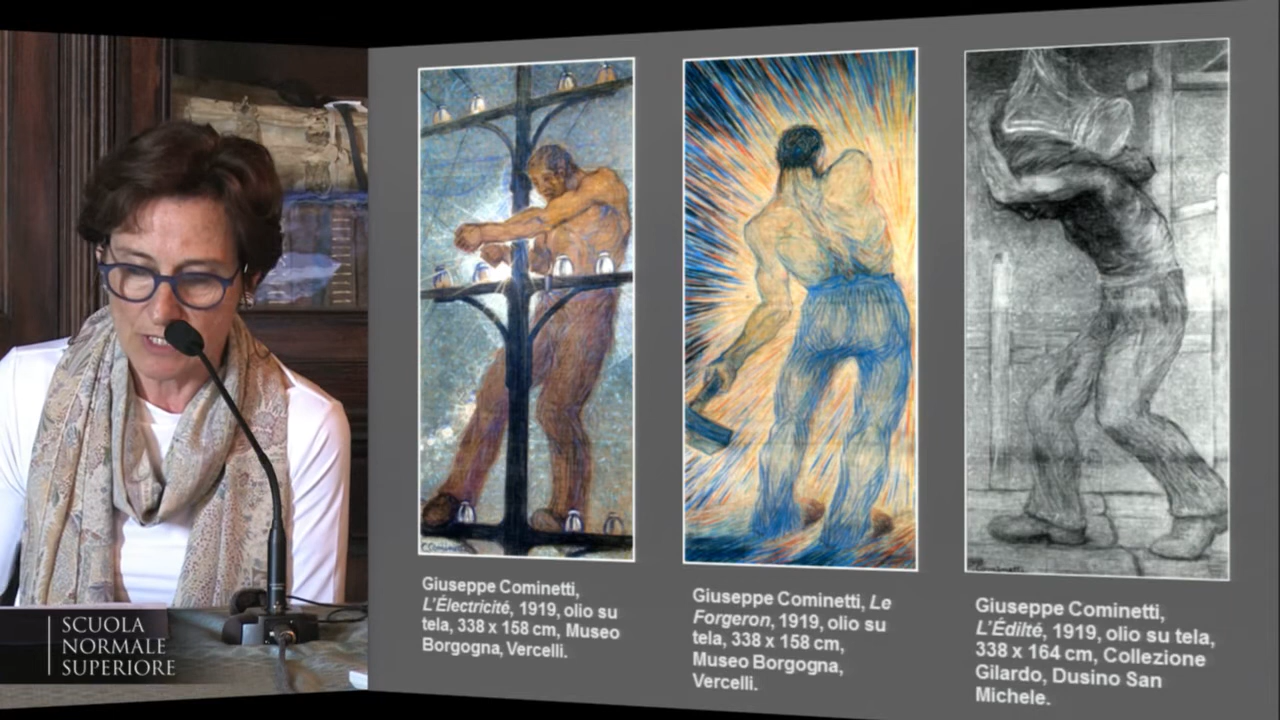 SCUOLA
NORMALE
SUPERIORE
Giuseppe Cominetti,
L'Électricité, 1919, olio su
tela, 338 x 158 cm, Museo
Borgogna, Vercelli.
Giuseppe Cominetti, Le
Forgeron, 1919, olio su
tela, 338 x 158 cm,
Museo Borgogna,
Vercelli.
Giuseppe Cominetti,
L'Édilté, 1919, olio su tela,
338 x 164 cm, Collezione
Gilardo, Dusino San
Michele.